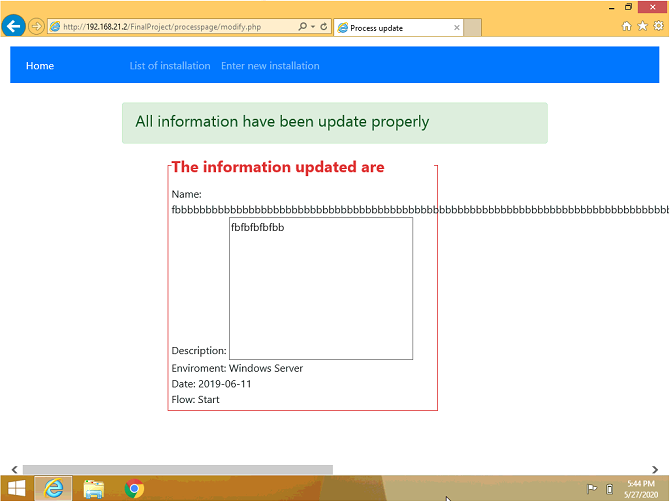 http://192.168.21.2/FinalProject/processpage/modify.php
Process update
Home
List of installation
Enter new installation
All information have been update properly
The information updated are
Name:
fbfbfbfbfbb
Description:
Enviroment: Windows Server
Date: 2019-06-11
Flow: Start
5:44 PM
5/27/2020